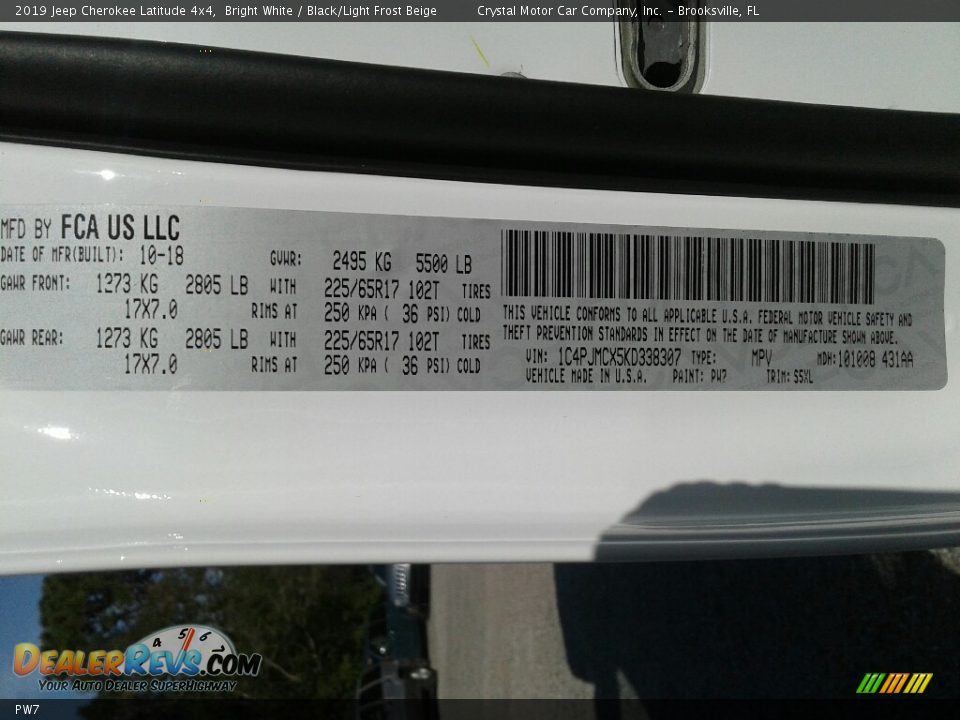 2019 Jeep Cherokee Latitude 4x4, Bright White / Black/Light Frost Beige Crystal Motor Car Company, Inc. - Brooksville, FL
MFD BY FCA US LLC
DATE OF MFR(BUILT): 10-18 GVWR: 2495 KG 5500 LB
GAWR FRONT: 1273 KG 2805 LB WITH 225/65R17 102T TIRES
17X7.0 RIMS AT 250 KPA ( 36 PSI) COLD
GAWR REAR: 1273 KG 2805 LB WITH 225/65R17 102T TIRES
17X7.0 RIMS AT 250 KPA ( 36 PSI) COLD
THIS VEHICLE CONFORMS TO ALL APPLICABLE U.S.A. FEDERAL MOTOR VEHICLE SAFETY AND
THEFT PREVENTION STANDARDS IN EFFECT ON THE DATE OF MANUFACTURE SHOWN ABOVE.
VIN: 1C4PJMCX5KD338307 TYPE: MPV MDH: 101008 431AA
VEHICLE MADE IN U.S.A. PAINT: PW7 TRIM: S5XL
4 5 6
DEALERREVS.COM
YOUR AUTO DEALER SUPERHIGHWAY
PW7